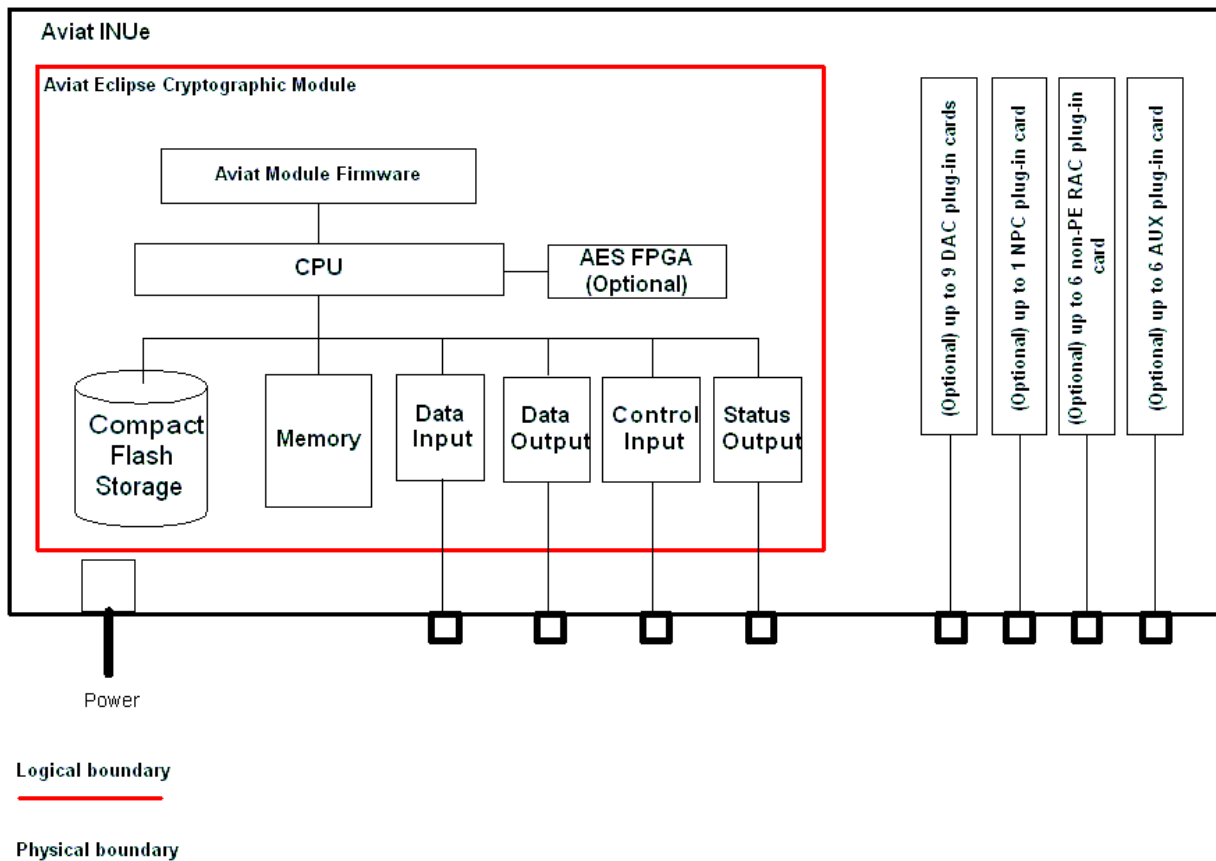 Aviat INUe
Aviat Eclipse Cryptographic Module
Aviat Module Firmware
CPU
AES FPGA
(Optional)
Compact
Flash
Storage
Memory
Data
Input
Data
Output
Control
Input
Status
Output
(Optional) up to 9 DAC plug-in cards
(Optional) up to 1 NPC plug-in card
(Optional) up to 6 non-PE RAC plug-in
card
(Optional) up to 6 AUX plug-in card
Power
Logical boundary
Physical boundary